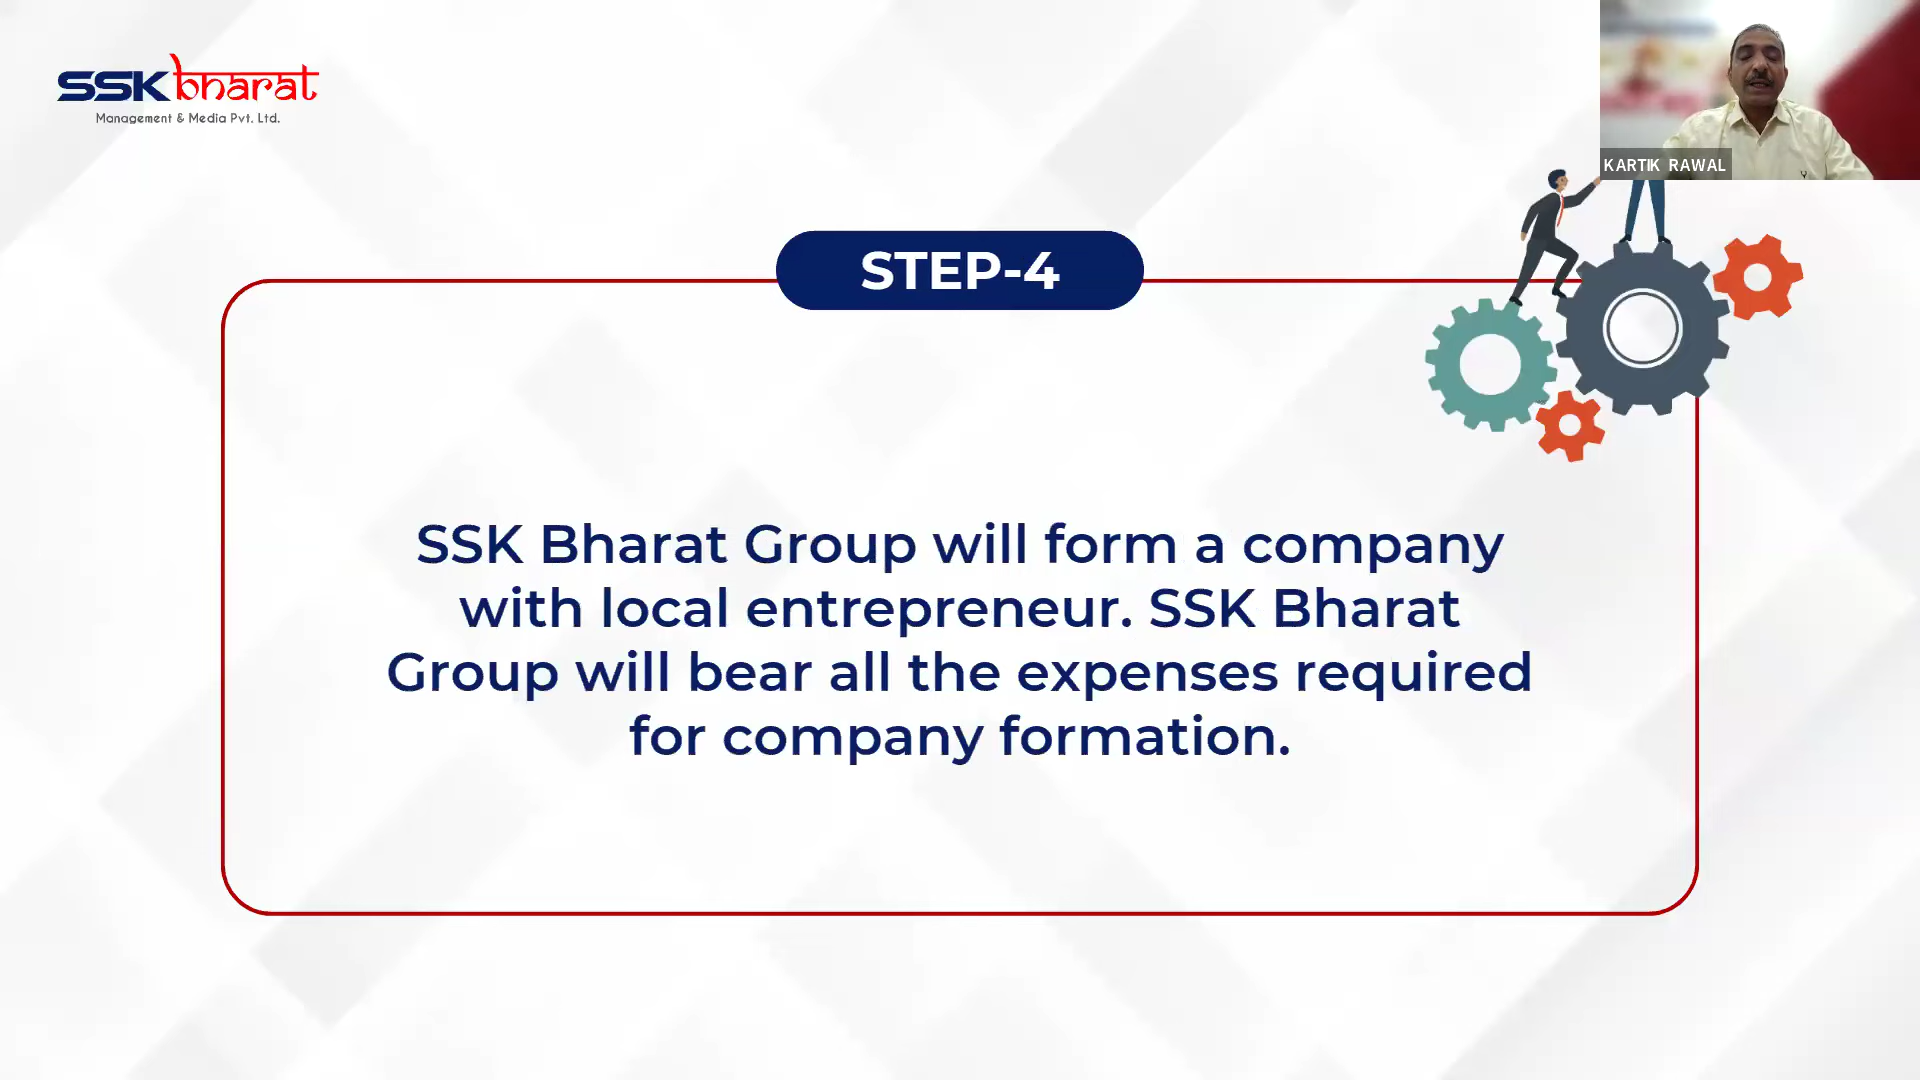 SSK bharat
Management & Media Pvt. Ltd.
KARTIK RAWAL
STEP-4
SSK Bharat Group will form a company
with local entrepreneur. SSK Bharat
Group will bear all the expenses required
for company formation.